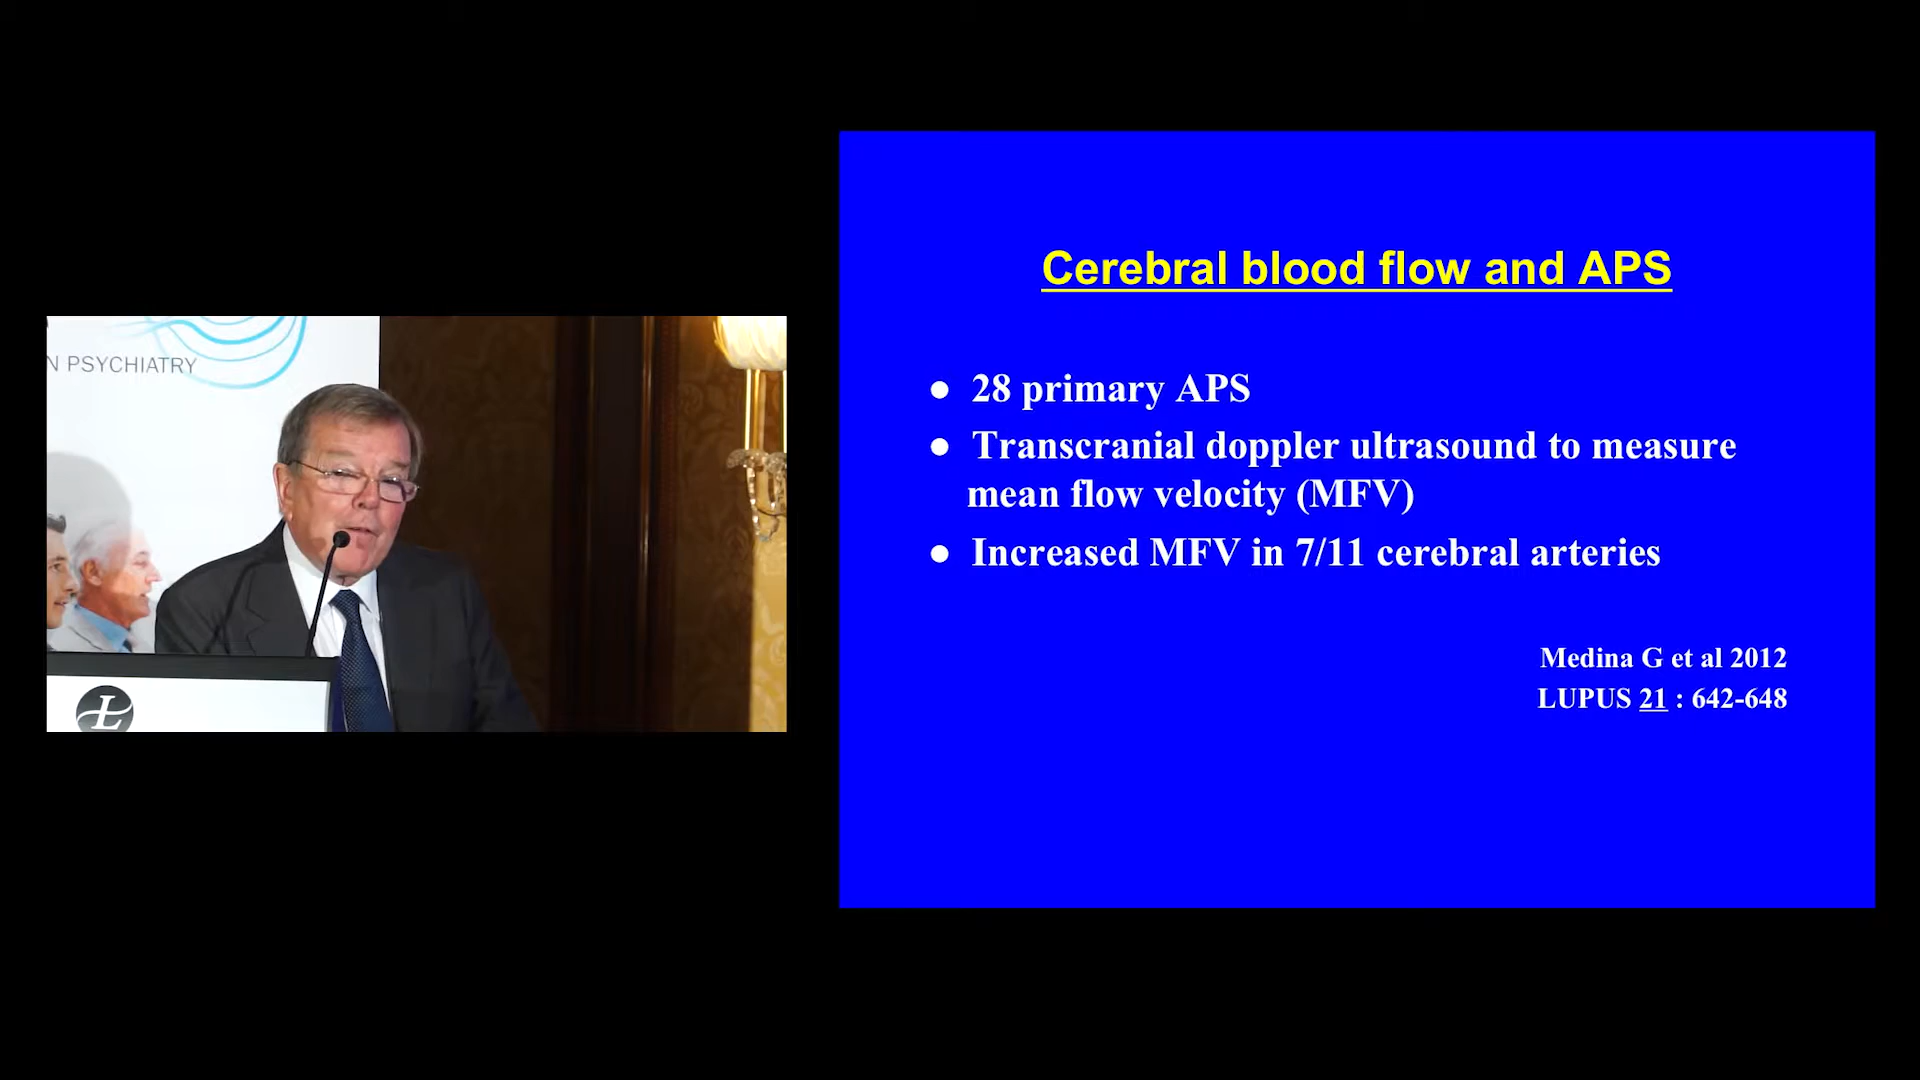 N PSYCHIATRY
L
Cerebral blood flow and APS
● 28 primary APS
● Transcranial doppler ultrasound to measure
mean flow velocity (MFV)
● Increased MFV in 7/11 cerebral arteries
Medina G et al 2012
LUPUS 21 : 642-648